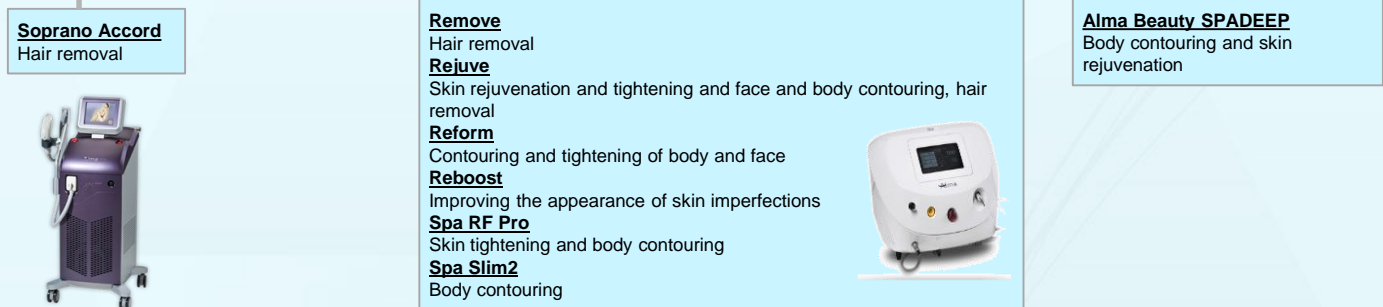 Soprano Accord
Hair removal
Remove
Hair removal
Rejuve
Skin rejuvenation and tightening and face and body contouring, hair
removal
Reform
Contouring and tightening of body and face
Reboost
Improving the appearance of skin imperfections
Spa RF Pro
Skin tightening and body contouring
Spa Slim2
Body contouring
Alma Beauty SPADEEP
Body contouring and skin
rejuvenation